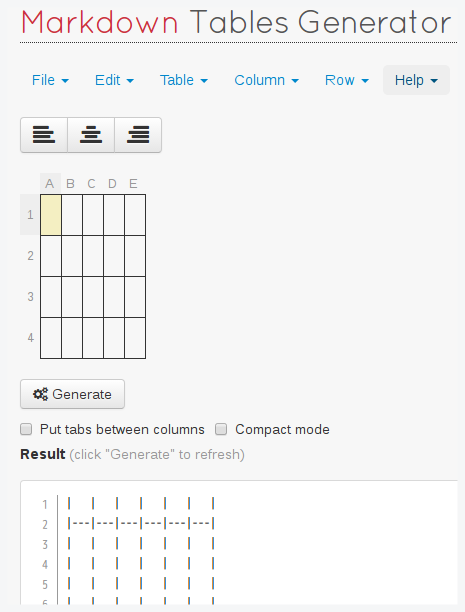 Markdown Tables Generator
File Edit Table Column Row Help
A B C D E
1
2
3
4
Generate
Put tabs between columns Compact mode
Result (click "Generate" to refresh)
1 | | | | | | |
2 |---|---|---|---|---|---|
3 | | | | | | |
4 | | | | | | |
5 | | | | | | |
6 | | | | | | |